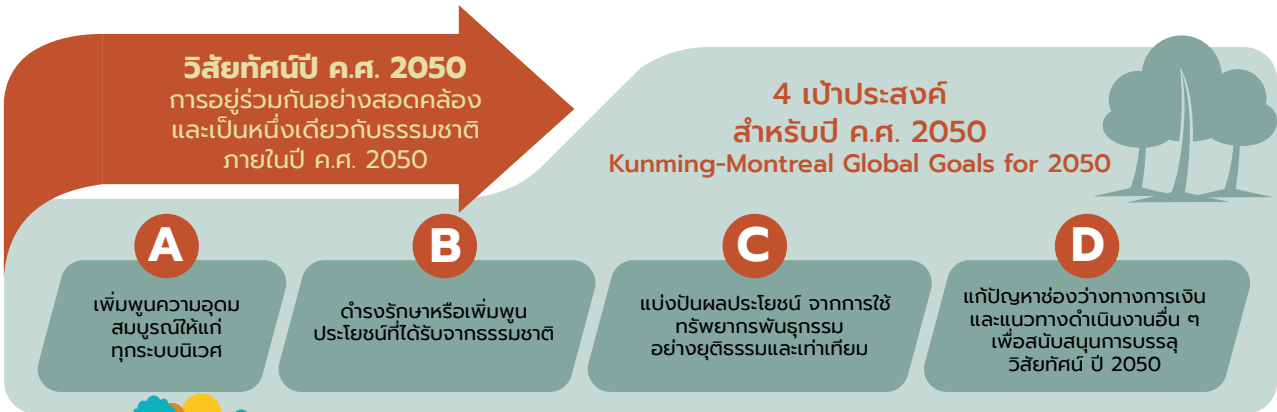 วิสัยทัศน์ปี ค.ศ. 2050
การอยู่ร่วมกันอย่างสอดคล้อง
และเป็นหนึ่งเดียวกับธรรมชาติ
ภายในปี ค.ศ. 2050
4 เป้าประสงค์
สำหรับปี ค.ศ. 2050
Kunming-Montreal Global Goals for 2050
A
เพิ่มพูนความอุดม
สมบูรณ์ให้แก่
ทุกระบบนิเวศ
B
ดำรงรักษาหรือเพิ่มพูน
ประโยชน์ที่ได้รับจากธรรมชาติ
C
แบ่งปันผลประโยชน์ จากการใช้
ทรัพยากรพันธุกรรม
อย่างยุติธรรมและเท่าเทียม
D
แก้ปัญหาช่องว่างทางการเงิน
และแนวทางดำเนินงานอื่น ๆ
เพื่อสนับสนุนการบรรลุ
วิสัยทัศน์ ปี 2050